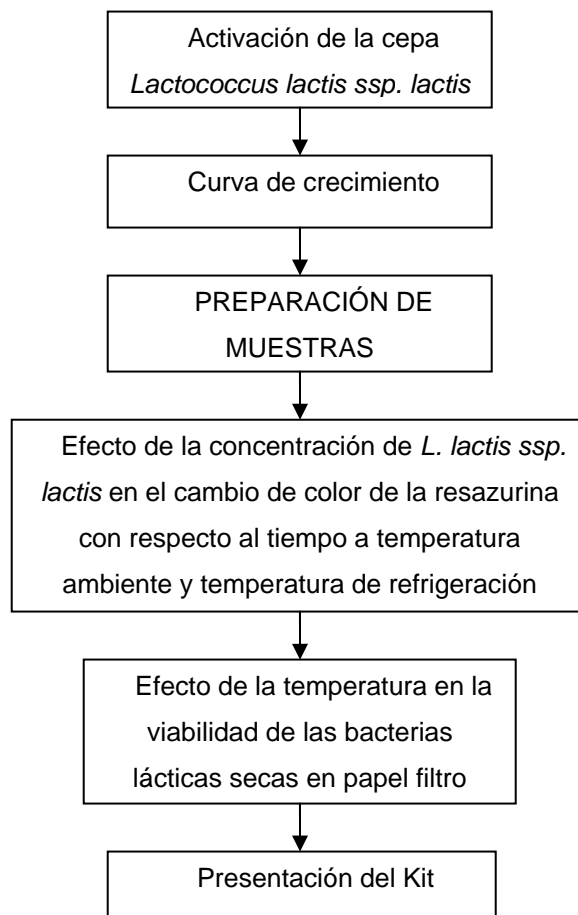 Activación de la cepa
Lactococcus lactis ssp. lactis
Curva de crecimiento
PREPARACIÓN DE
MUESTRAS
Efecto de la concentración de L. lactis ssp.
lactis en el cambio de color de la resazurina
con respecto al tiempo a temperatura
ambiente y temperatura de refrigeración
Efecto de la temperatura en la
viabilidad de las bacterias
lácticas secas en papel filtro
Presentación del Kit